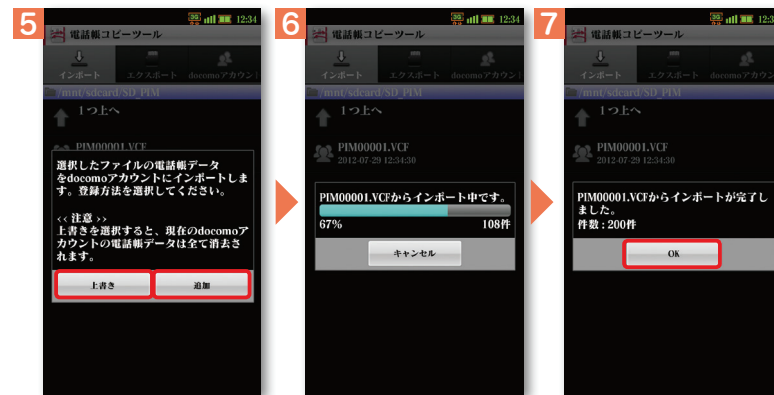 5
3G
12:34
電話帳コピーツール
インポート
エクスポート
docomoアカウント
/mnt/sdcard/SD_PIM
1つ上へ
PIM00001.VCF
選択したファイルの電話帳データ
をdocomoアカウントにインポートしま
す。登録方法を選択してください。
<< 注意 >>
上書きを選択すると、現在のdocomoア
カウントの電話帳データは全て消去さ
れます。
上書き
追加
6
3G
12:34
電話帳コピーツール
インポート
エクスポート
docomoアカウント
/mnt/sdcard/SD_PIM
1つ上へ
PIM00001.VCF
2012-07-29 12:34:30
PIM00001.VCFからインポート中です。
67%
108件
キャンセル
7
3G
12:3
電話帳コピーツール
インポート
エクスポート
docomoアカウ
/mnt/sdcard/SD_PIM
1つ上へ
PIM00001.VCF
2012-07-29 12:34:30
PIM00001.VCFからインポートが完了し
ました。
件数 : 200件
OK